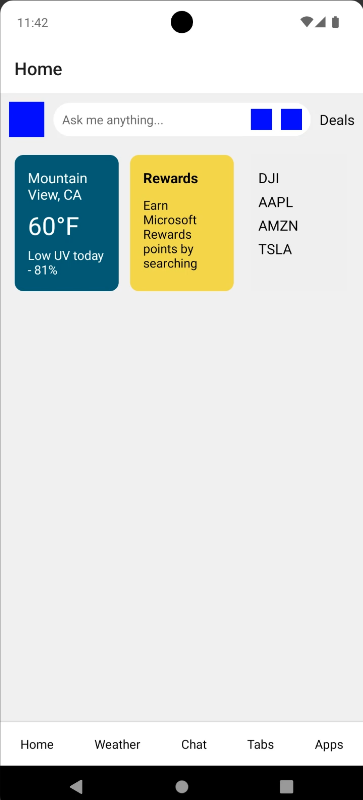 11:42
Home
Ask me anything...
Deals
Mountain
View, CA
60°F
Low UV today
- 81%
Rewards
Earn
Microsoft
Rewards
points by
searching
DJI
AAPL
AMZN
TSLA
Home Weather Chat Tabs Apps